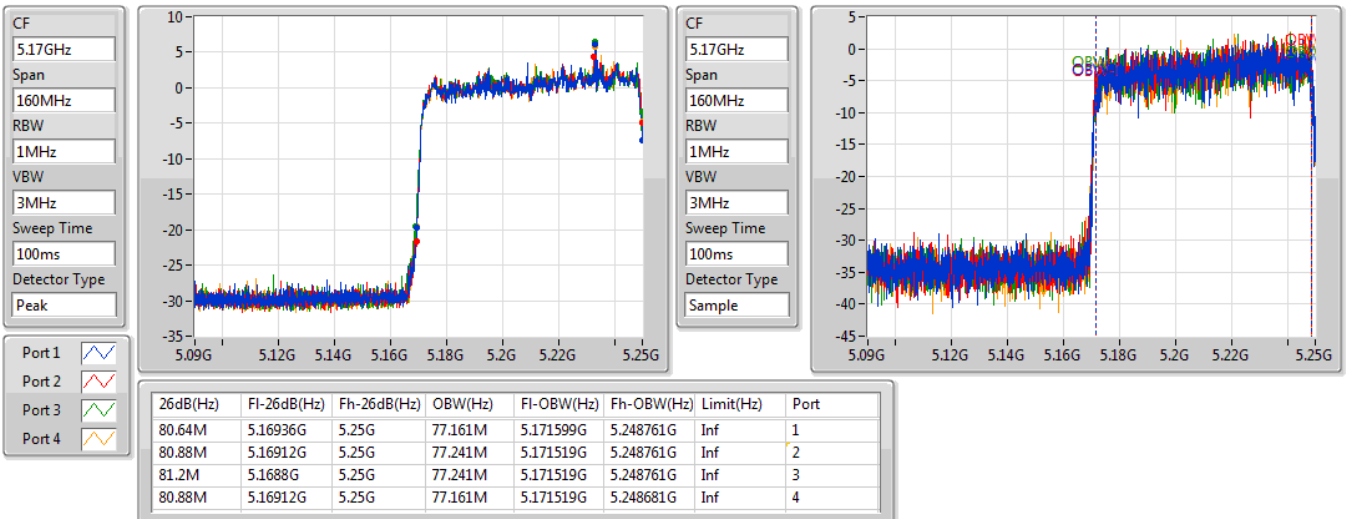 CF
5.17GHz
Span
160MHz
RBW
1MHz
VBW
3MHz
Sweep Time
100ms
Detector Type
Peak
10
5
0
-5
-10
-15
-20
-25
-30
-35
5.09G 5.12G 5.14G 5.16G 5.18G 5.2G 5.22G 5.25G
CF
5.17GHz
Span
160MHz
RBW
1MHz
VBW
3MHz
Sweep Time
100ms
Detector Type
Sample
5
0
-5
-10
-15
-20
-25
-30
-35
-40
-45
5.09G 5.12G 5.14G 5.16G 5.18G 5.2G 5.22G 5.25G
Port 1
Port 2
Port 3
Port 4
26dB(Hz) Fl-26dB(Hz) Fh-26dB(Hz) OBW(Hz) Fl-OBW(Hz) Fh-OBW(Hz) Limit(Hz) Port
80.64M 5.16936G 5.25G 77.161M 5.171599G 5.248761G Inf 1
80.88M 5.16912G 5.25G 77.241M 5.171519G 5.248761G Inf 2
81.2M 5.1688G 5.25G 77.241M 5.171519G 5.248761G Inf 3
80.88M 5.16912G 5.25G 77.161M 5.171519G 5.248681G Inf 4